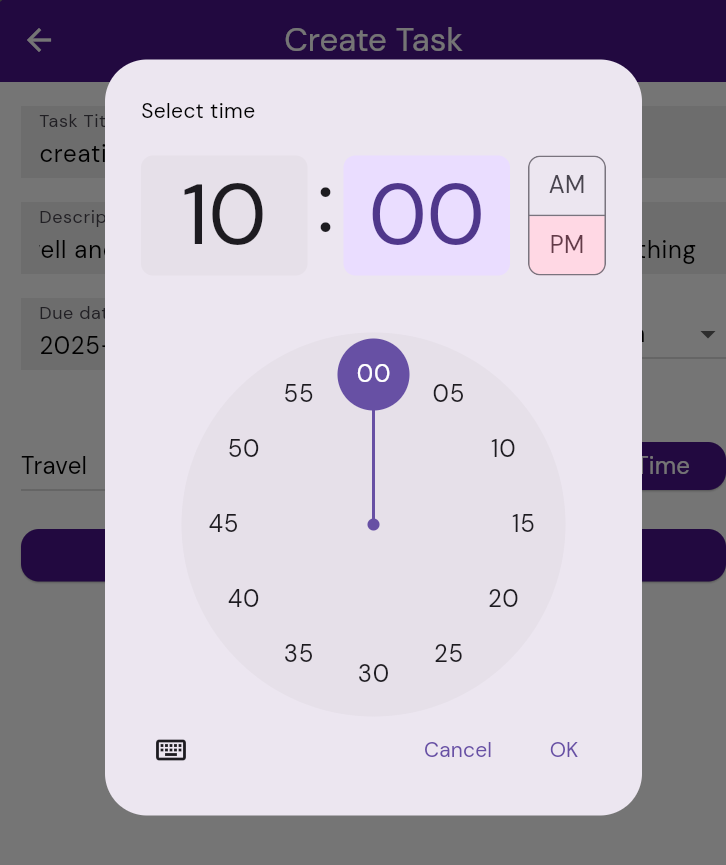 Create Task
Select time
Task Tit
creati
10 : 00
AM
PM
Descrip
ell an
thing
Due dat
2025-
00
05
10
15
20
25
30
35
40
45
50
55
Travel
Time
Cancel
OK